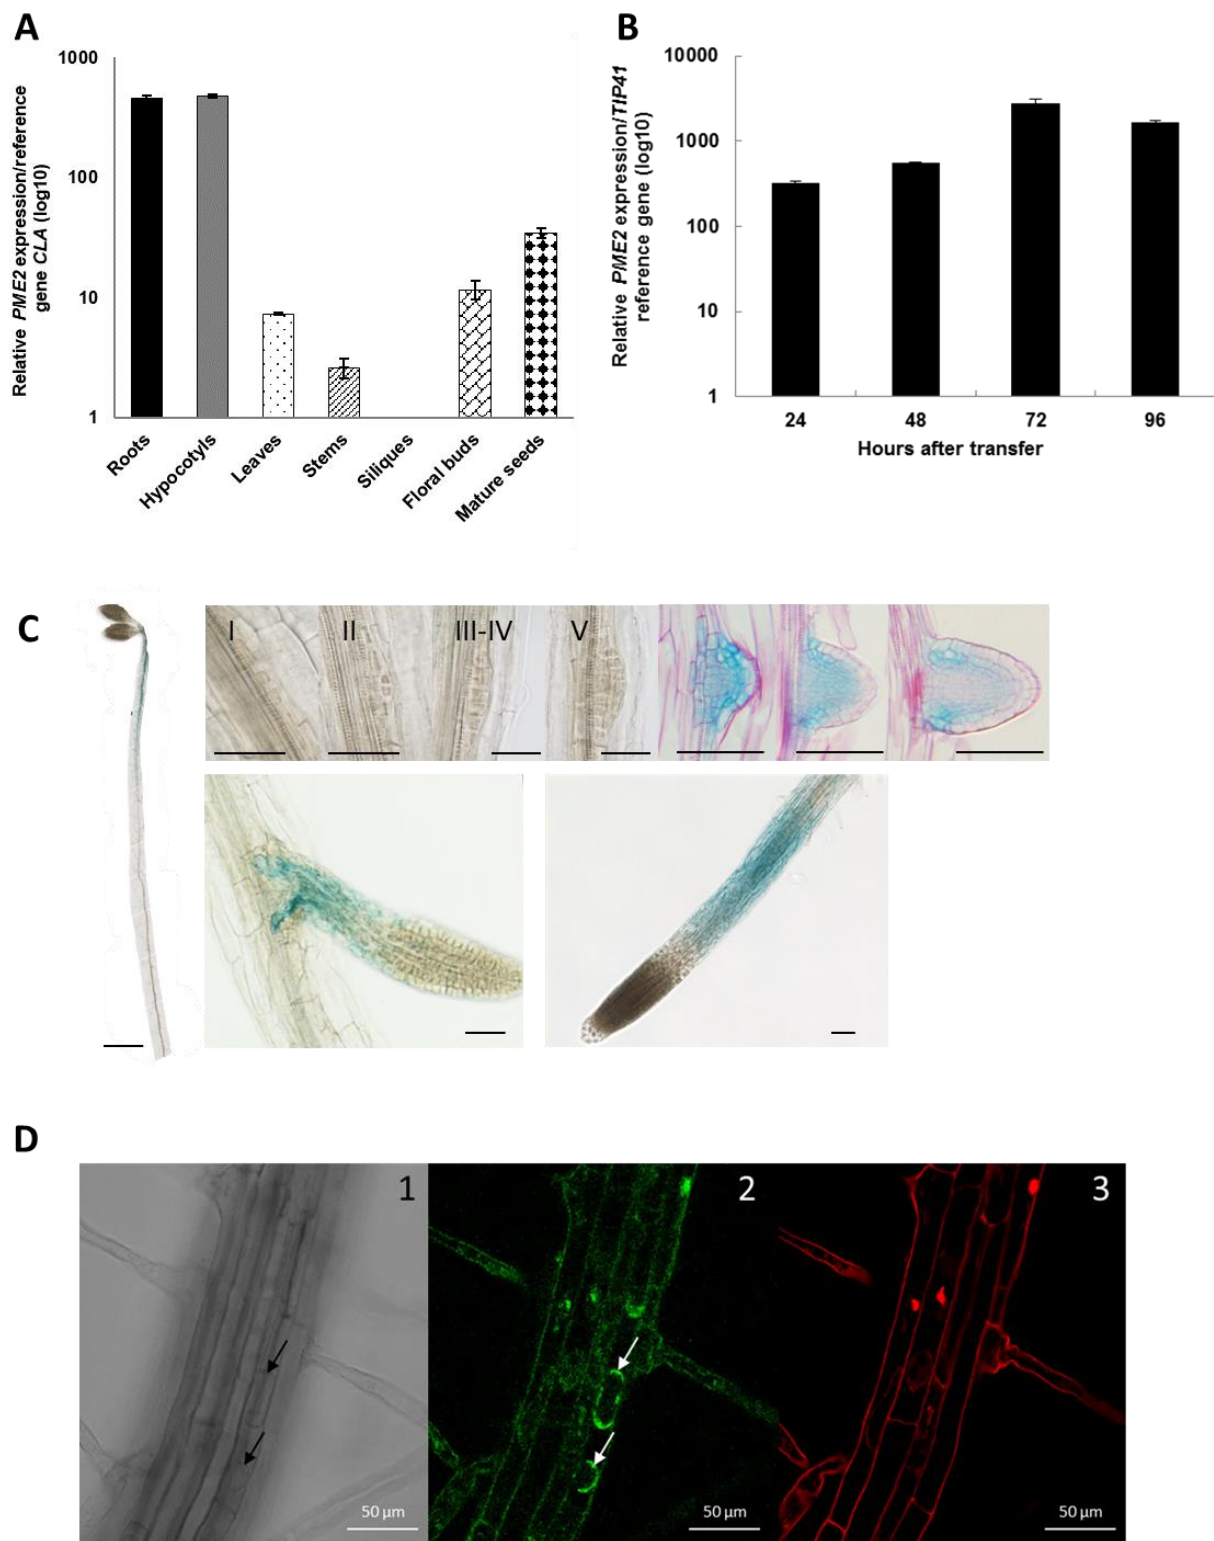 A
Relative PME2 expression/reference
gene CLA (log10)
1000
100
10
1
Roots
Hypocotyls
Leaves
Stems
Siliques
Floral buds
Mature seeds
B
Relative PME2 expression/TIP41
reference gene (log10)
10000
1000
100
10
1
24 48 72 96
Hours after transfer
C
I II III-IV V
D
1 2 3
50 µm 50 µm 50 µm